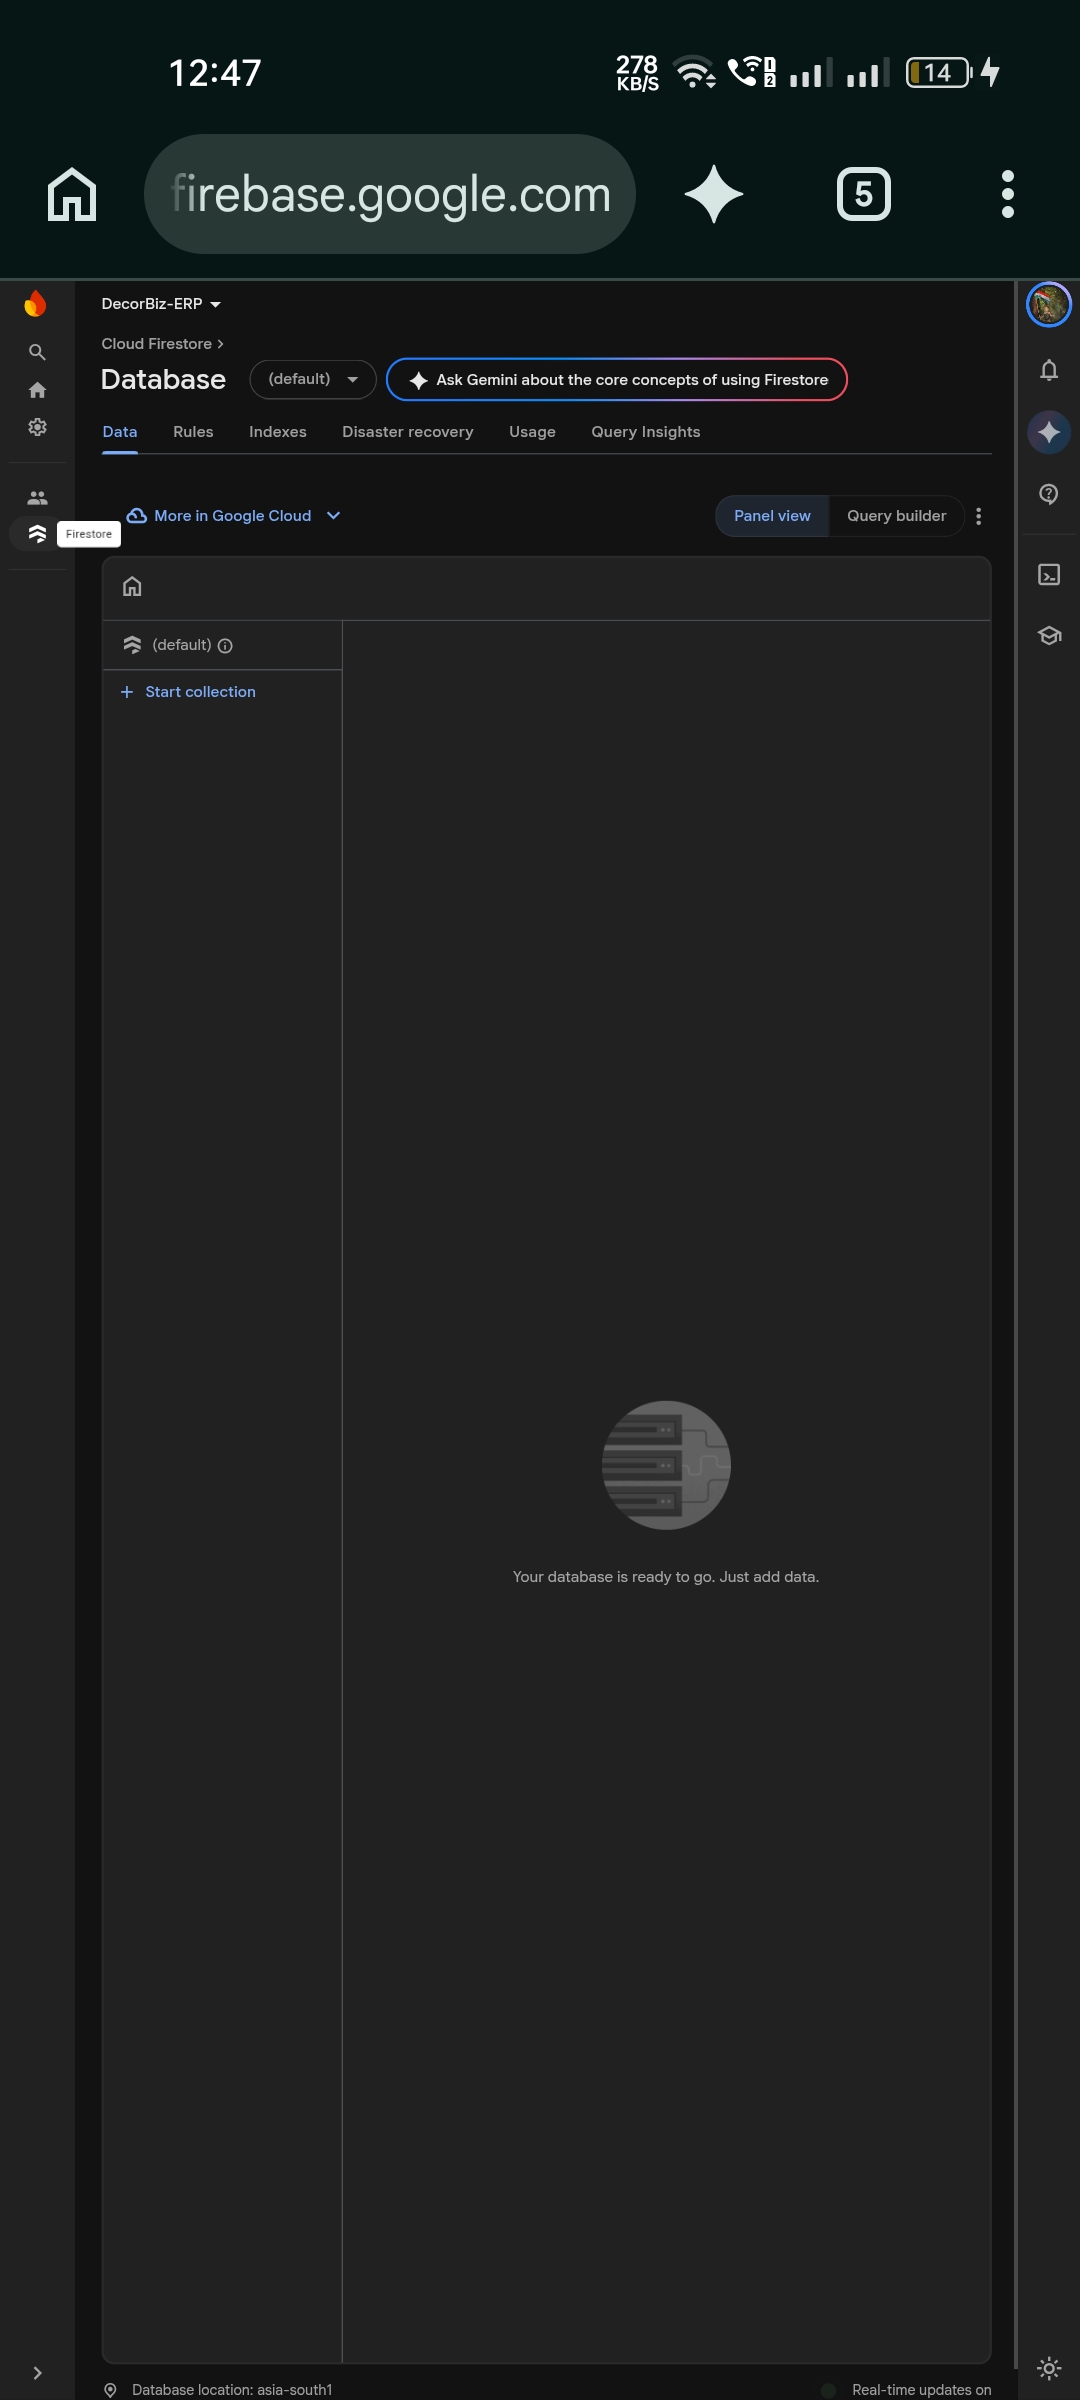 12:47
278
KB/S
1
2
14
firebase.google.com
5
DecorBiz-ERP
Cloud Firestore
Database
(default)
Ask Gemini about the core concepts of using Firestore
Data Rules Indexes Disaster recovery Usage Query Insights
More in Google Cloud
Panel view Query builder
Firestore
(default)
+ Start collection
Your database is ready to go. Just add data.
Database location: asia-south1
Real-time updates on